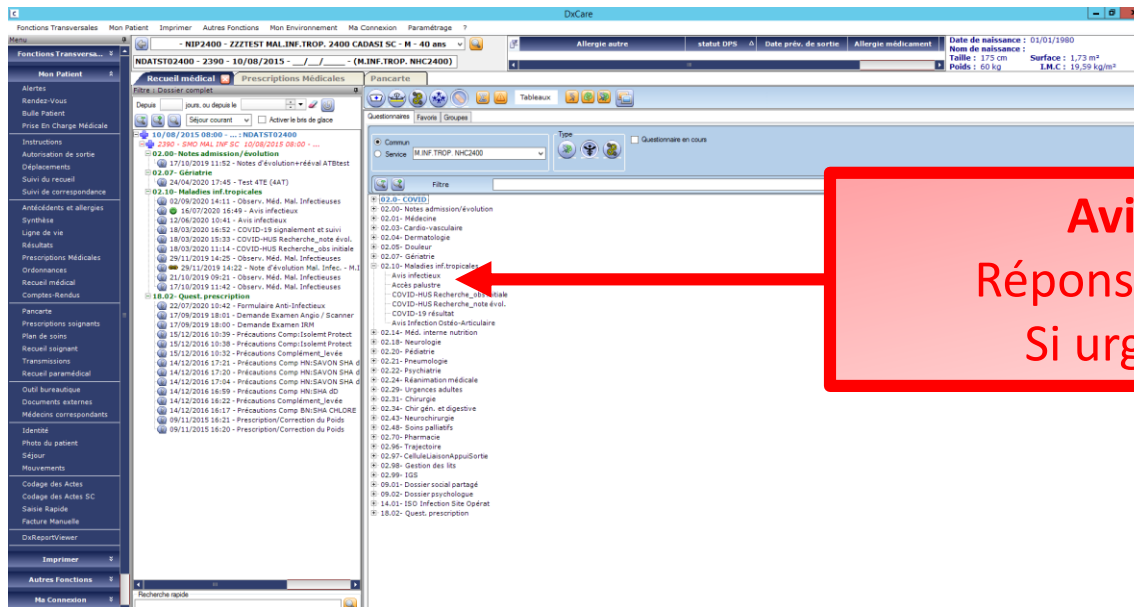 DxCare
Fonctions Transversales Mon Patient Imprimer Autres Fonctions Mon Environnement Ma Connexion Paramétrage ?
Menu
Fonctions Transversa...
Mon Patient
Alertes
Rendez-Vous
Bulle Patient
Prise En Charge Médicale
Instructions
Autorisation de sortie
Déplacements
Suivi du recueil
Suivi de correspondance
Antécédents et allergies
Synthèse
Ligne de vie
Résultats
Prescriptions Médicales
Ordonnances
Recueil médical
Comptes-Rendus
Pancarte
Prescriptions soignants
Plan de soins
Recueil soignant
Transmissions
Recueil paramédical
Outil bureautique
Documents externes
Médecins correspondants
Identité
Photo du patient
Séjour
Mouvements
Codage des Actes
Codage des Actes SC
Saisie Rapide
Facture Manuelle
DxReportViewer
Imprimer
Autres Fonctions
Ma Connexion
- NIP2400 - ZZZTEST MAL.INF.TROP. 2400 CADASI SC - M - 40 ans
NDATST02400 - 2390 - 10/08/2015 - __/__/____ - (M.INF.TROP. NHC2400)
Allergie autre statut DPS Date prév. de sortie Allergie médicament
Date de naissance : 01/01/1980
Nom de naissance :
Taille : 175 cm Surface : 1,73 m²
Poids : 60 kg I.M.C : 19,59 kg/m²
Recueil médical Prescriptions Médicales Pancarte
Filtre : Dossier complet
Depuis jours, ou depuis le
Séjour courant Activer le bris de glace
10/08/2015 08:00 - ... : NDATST02400
2390 - SMO MAL INF SC 10/08/2015 08:00 - ...
02.00- Notes admission/évolution
17/10/2019 11:52 - Notes d'évolution+rééval ATBtest
02.07- Gériatrie
24/04/2020 17:45 - Test 4TE (4AT)
02.10- Maladies inf.tropicales
02/09/2020 14:11 - Observ. Méd. Mal. Infectieuses
16/07/2020 16:49 - Avis infectieux
12/06/2020 10:41 - Avis infectieux
18/03/2020 16:52 - COVID-19 signalement et suivi
18/03/2020 15:33 - COVID-HUS Recherche_note évol.
18/03/2020 11:14 - COVID-HUS Recherche_obs initiale
29/11/2019 14:25 - Observ. Méd. Mal. Infectieuses
29/11/2019 14:22 - Note d'évolution Mal. Infec. - M.I
21/10/2019 09:21 - Observ. Méd. Mal. Infectieuses
17/10/2019 11:42 - Observ. Méd. Mal. Infectieuses
18.02- Quest. prescription
22/07/2020 10:42 - Formulaire Anti-Infectieux
17/09/2019 18:01 - Demande Examen Angio / Scanner
17/09/2019 18:00 - Demande Examen IRM
15/12/2016 10:39 - Précautions Comp:Isolemt Protect
15/12/2016 10:38 - Précautions Comp:Isolemt Protect
15/12/2016 10:32 - Précautions Complément_levée
14/12/2016 17:21 - Précautions Comp HN:SAVON SHA d
14/12/2016 17:20 - Précautions Comp HN:SAVON SHA d
14/12/2016 17:04 - Précautions Comp HN:SAVON SHA d
14/12/2016 16:59 - Précautions Comp HN:SHA dD
14/12/2016 16:22 - Précautions Complément_levée
14/12/2016 16:17 - Précautions Comp BN:SHA CHLORE
09/11/2015 16:21 - Prescription/Correction du Poids
09/11/2015 16:20 - Prescription/Correction du Poids
Recherche rapide
Tableaux
Questionnaires Favoris Groupes
Commun
Service M.INF.TROP. NHC2400
Type
Questionnaire en cours
Filtre
02.0- COVID
02.00- Notes admission/évolution
02.01- Médecine
02.03- Cardio-vasculaire
02.04- Dermatologie
02.05- Douleur
02.07- Gériatrie
02.10- Maladies inf.tropicales
Avis infectieux
Accès palustre
COVID-HUS Recherche_obs initiale
COVID-HUS Recherche_note évol.
COVID-19 résultat
Avis Infection Ostéo-Articulaire
02.14- Méd. interne nutrition
02.18- Neurologie
02.20- Pédiatrie
02.21- Pneumologie
02.22- Psychiatrie
02.24- Réanimation médicale
02.29- Urgences adultes
02.31- Chirurgie
02.34- Chir gén. et digestive
02.43- Neurochirurgie
02.48- Soins palliatifs
02.70- Pharmacie
02.96- Trajectoire
02.97- CelluleLiaisonAppuiSortie
02.98- Gestion des lits
02.99- IGS
09.01- Dossier social partagé
09.02- Dossier psychologue
14.01- ISO Infection Site Opérat
18.02- Quest. prescription
Avi
Répons
Si urg